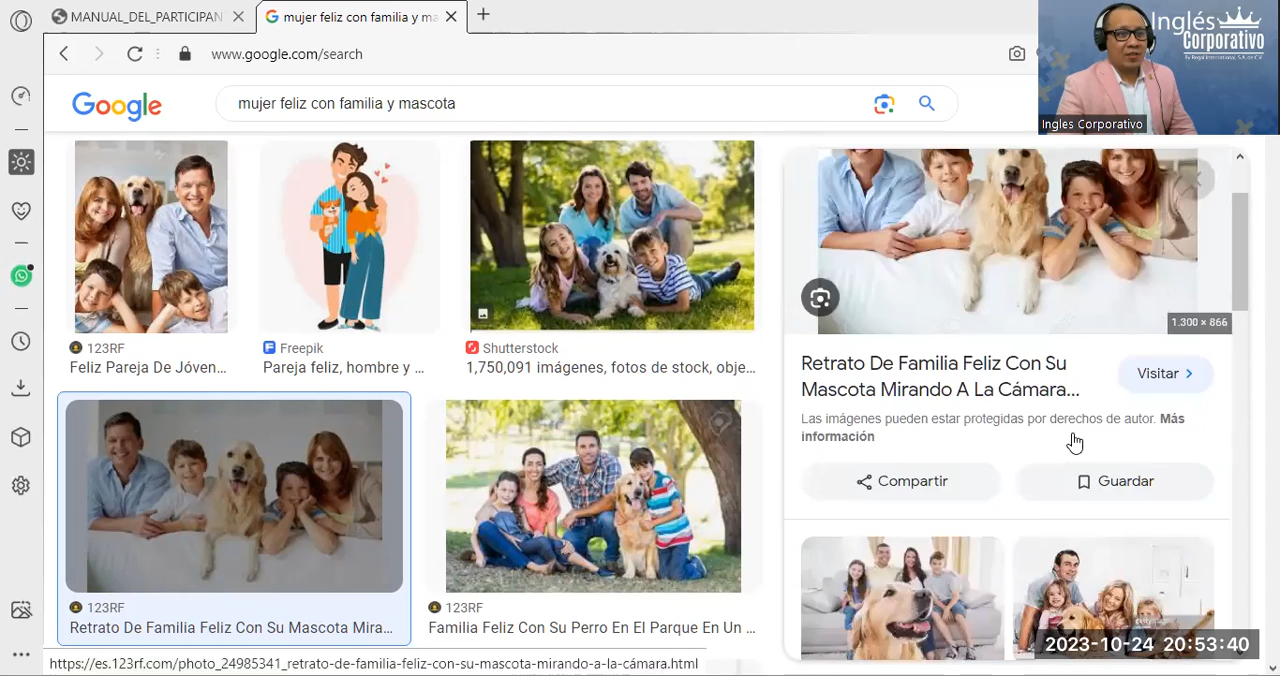 MANUAL_DEL_PARTICIPAN
mujer feliz con familia y ma
www.google.com/search
Inglés
Corporativo
By Regal International, S.A. de C.V.
Ingles Corporativo
Google
mujer feliz con familia y mascota
123RF
Feliz Pareja De Jóven...
Freepik
Pareja feliz, hombre y ...
Shutterstock
1,750,091 imágenes, fotos de stock, obje...
1.300 × 866
Retrato De Familia Feliz Con Su
Mascota Mirando A La Cámara...
Visitar
Las imágenes pueden estar protegidas por derechos de autor. Más
información
Compartir
Guardar
123RF
Retrato De Familia Feliz Con Su Mascota Mira...
123RF
Familia Feliz Con Su Perro En El Parque En Un ...
2023-10-24 20:53:40
https://es.123rf.com/photo_24985341_retrato-de-familia-feliz-con-su-mascota-mirando-a-la-cámara.html